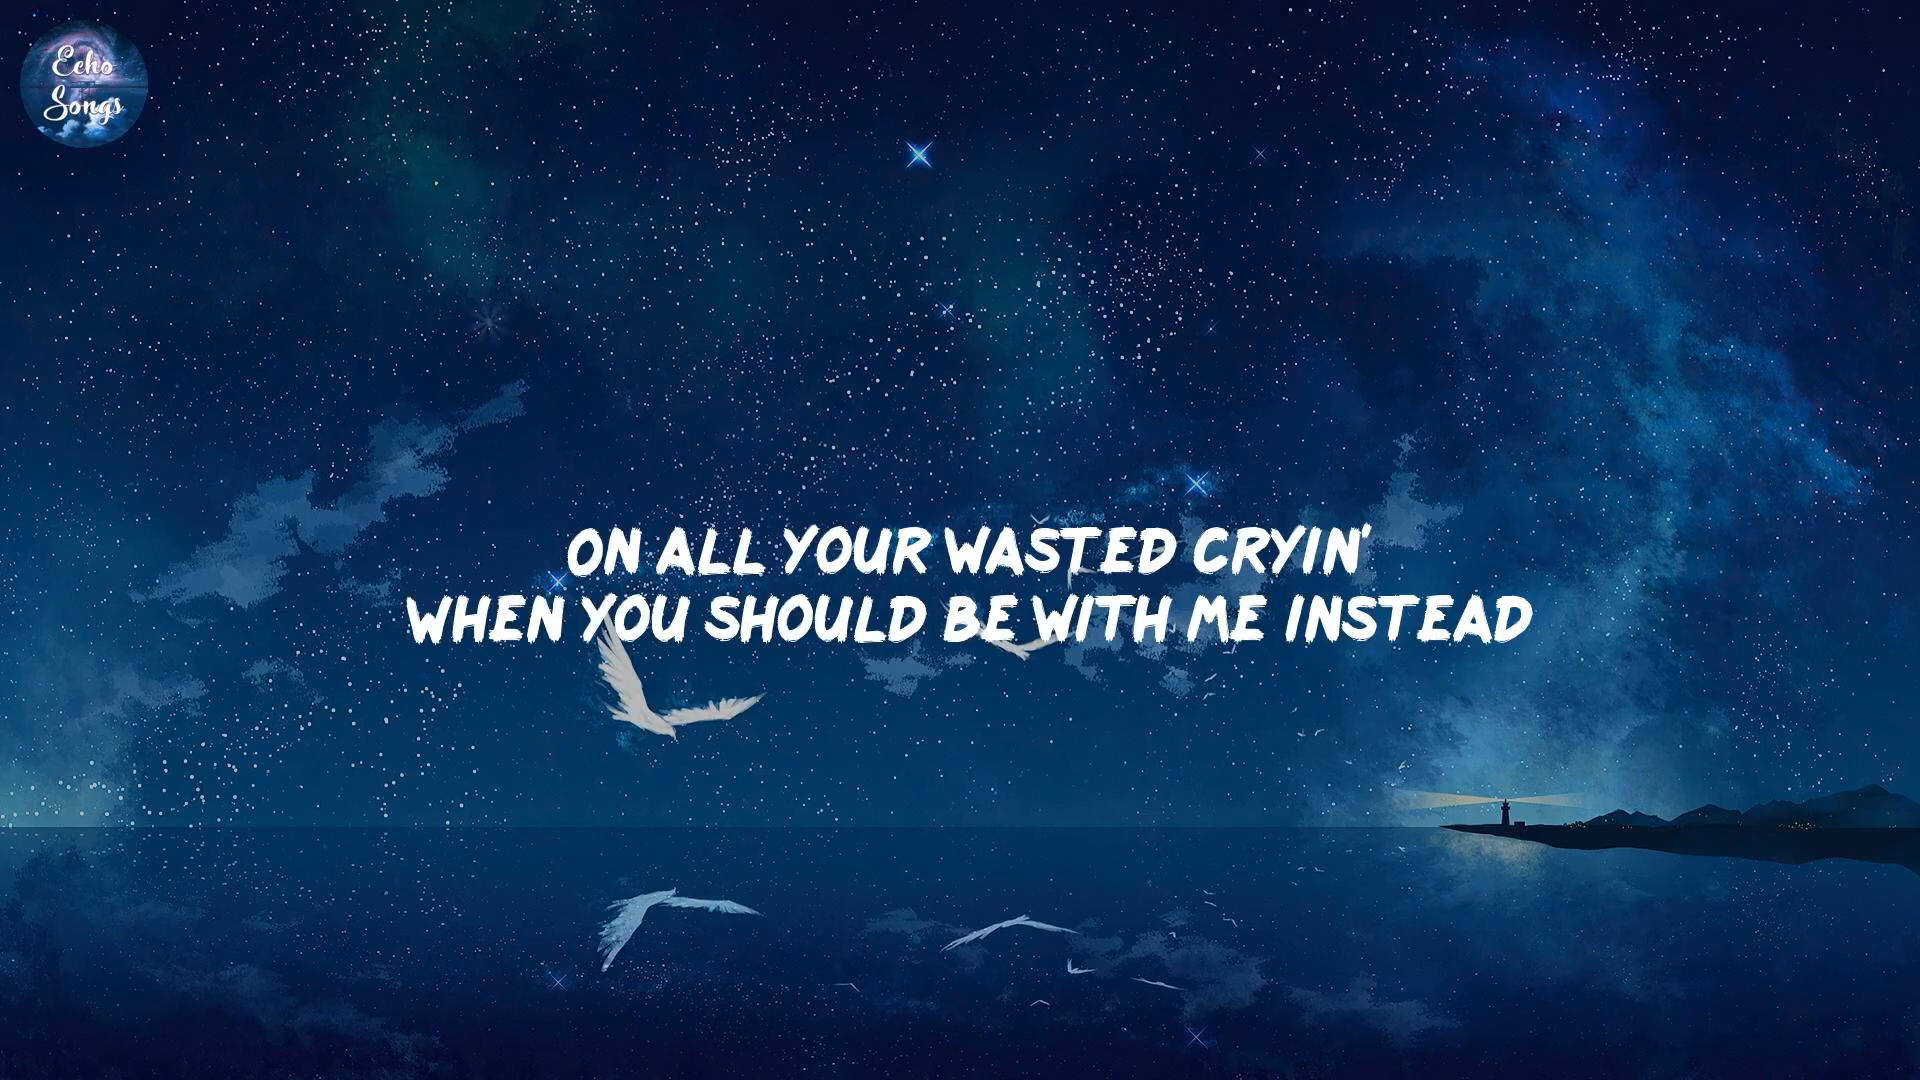 Echo
Songs
ON ALL YOUR WASTED CRYIN'
WHEN YOU SHOULD BE WITH ME INSTEAD